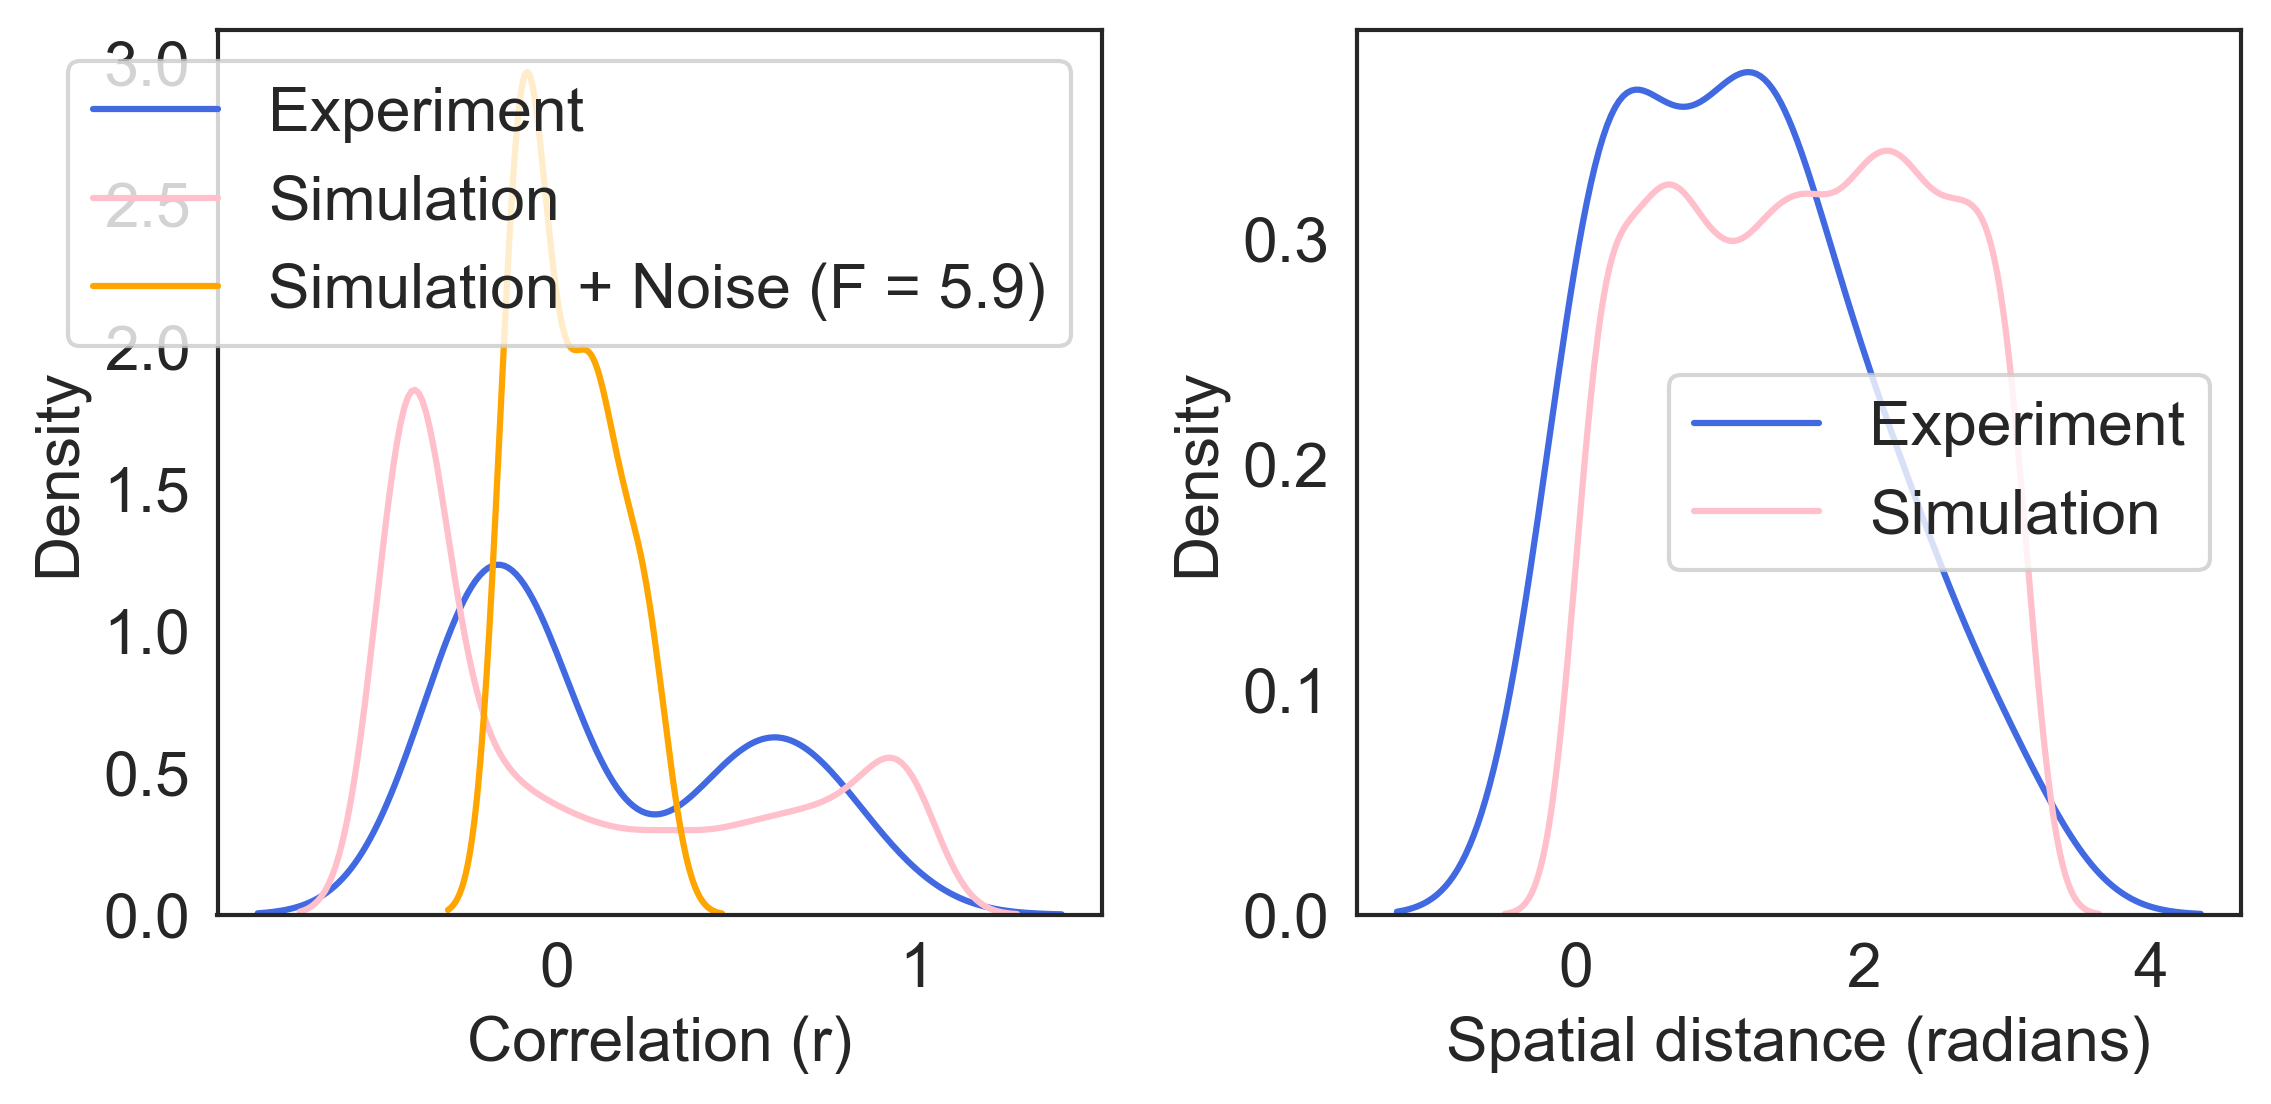 3.0
2.5
2.0
1.5
1.0
0.5
0.0
Density
Experiment
Simulation
Simulation + Noise (F = 5.9)
0 1
Correlation (r)
0.3
0.2
0.1
0.0
Density
Experiment
Simulation
0 2 4
Spatial distance (radians)